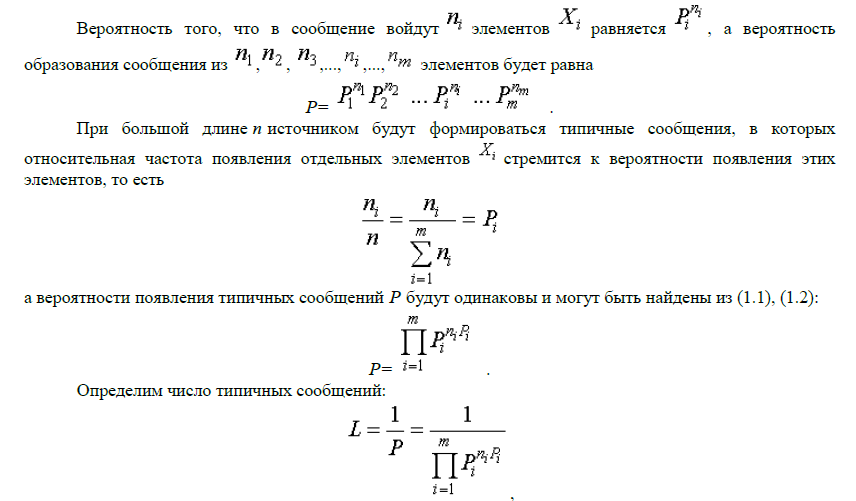 Вероятность того, что в сообщение войдут n_i элементов X_i равняется P_i^{n_i} , а вероятность
образования сообщения из n_1 , n_2 , n_3 ,..., n_i ,..., n_m элементов будет равна
P= P_1^{n_1} P_2^{n_2} ... P_i^{n_i} ... P_m^{n_m} .
При большой длине n источником будут формироваться типичные сообщения, в которых
относительная частота появления отдельных элементов X_i стремится к вероятности появления этих
элементов, то есть
\frac{n_i}{n} = \frac{n_i}{\sum_{i=1}^{m} n_i} = P_i
а вероятности появления типичных сообщений P будут одинаковы и могут быть найдены из (1.1), (1.2):
P= \prod_{i=1}^{m} P_i^{n_i P_i} .
Определим число типичных сообщений:
L = \frac{1}{P} = \frac{1}{\prod_{i=1}^{m} P_i^{n_i P_i}} ,